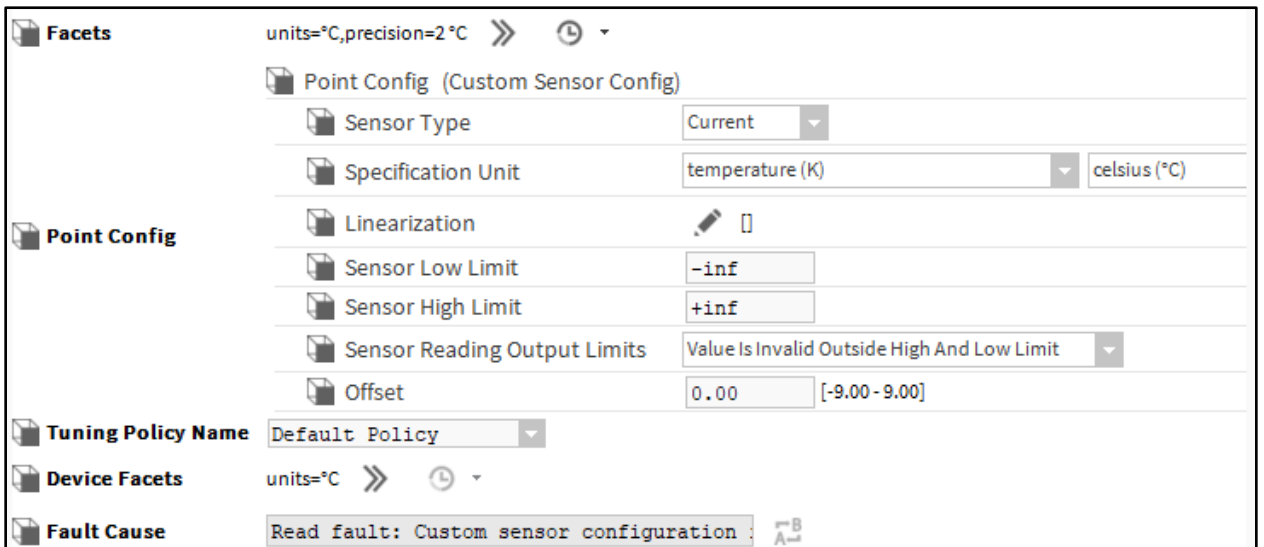 Facets units=°C,precision=2 °C
Point Config (Custom Sensor Config)
Sensor Type Current
Specification Unit temperature (K) celsius (°C)
Point Config
Linearization []
Sensor Low Limit -inf
Sensor High Limit +inf
Sensor Reading Output Limits Value Is Invalid Outside High And Low Limit
Offset 0.00 [-9.00 - 9.00]
Tuning Policy Name Default Policy
Device Facets units=°C
Fault Cause Read fault: Custom sensor configuration